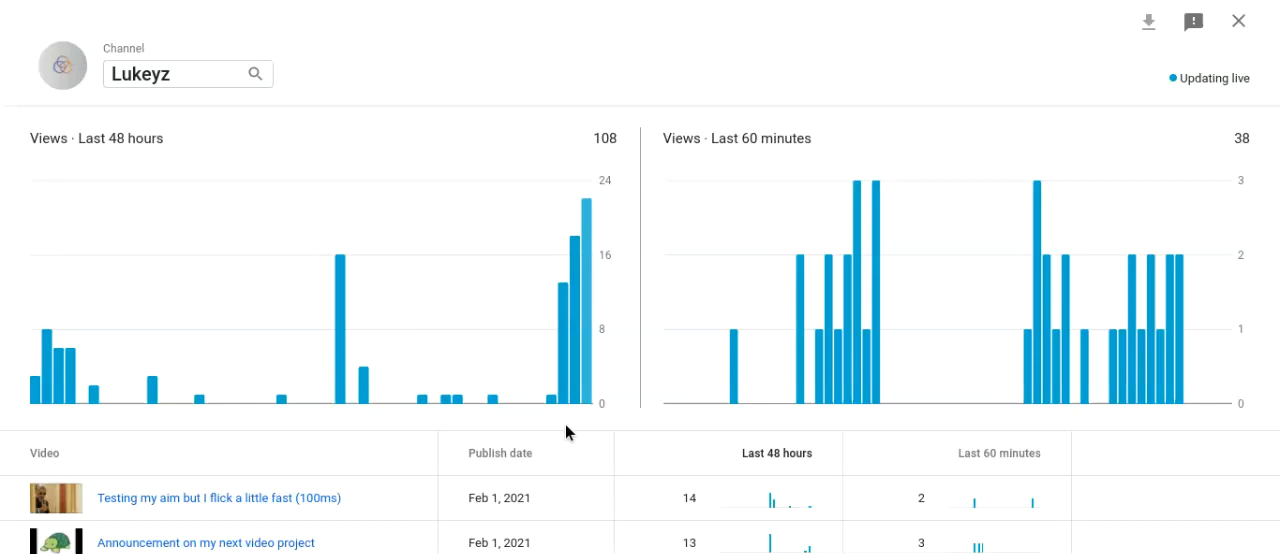 Channel
Lukeyz
Updating live
Views · Last 48 hours 108
24
16
8
0
Views · Last 60 minutes 38
3
2
1
0
Video Publish date Last 48 hours Last 60 minutes
Testing my aim but I flick a little fast (100ms) Feb 1, 2021 14 2
Announcement on my next video project Feb 1, 2021 13 3